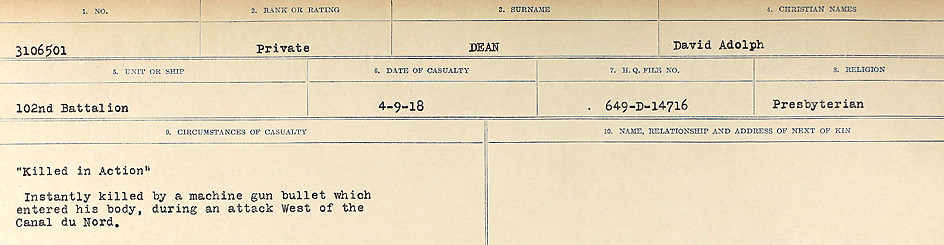 1. NO. 2. RANK OR RATING 3. SURNAME 4. CHRISTIAN NAMES
3106501 Private DEAN David Adolph
5. UNIT OR SHIP 6. DATE OF CASUALTY 7. H. Q. FILE NO. 8. RELIGION
102nd Battalion 4-9-18 . 649-D-14716 Presbyterian
9. CIRCUMSTANCES OF CASUALTY 10. NAME, RELATIONSHIP AND ADDRESS OF NEXT OF KIN
"Killed in Action"
Instantly killed by a machine gun bullet which
entered his body, during an attack West of the
Canal du Nord.